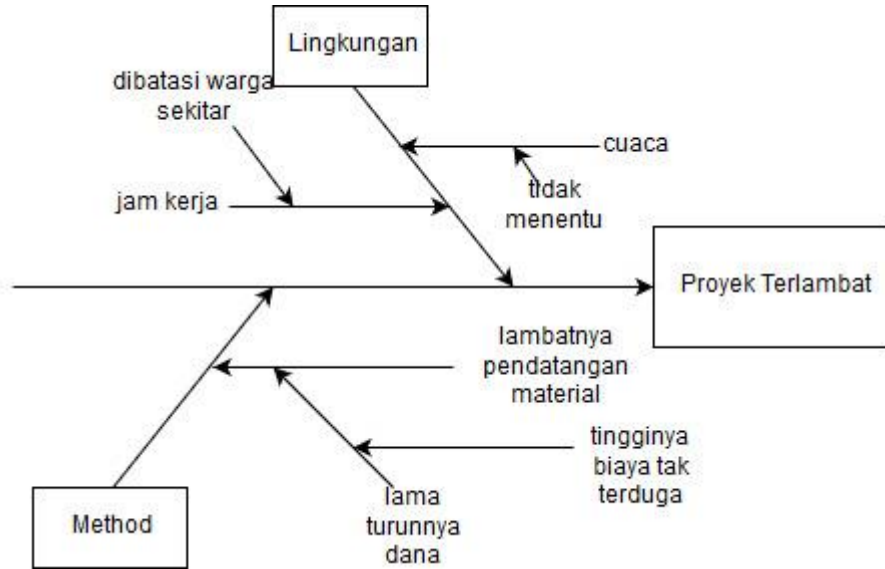 Lingkungan
dibatasi warga
sekitar
cuaca
tidak
menentu
jam kerja
Proyek Terlambat
lambatnya
pendatangan
material
tingginya
biaya tak
terduga
lama
turunnya
dana
Method